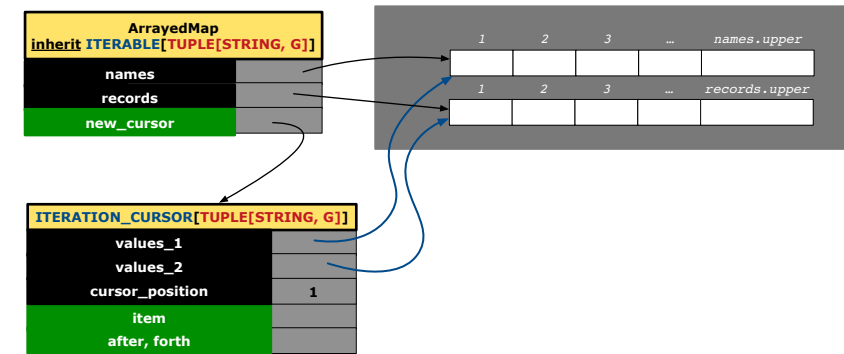 ArrayedMap
inherit ITERABLE[TUPLE[STRING, G]]
names
records
new_cursor
1 2 3 … names.upper
1 2 3 … records.upper
ITERATION_CURSOR[TUPLE[STRING, G]]
values_1
values_2
cursor_position 1
item
after, forth